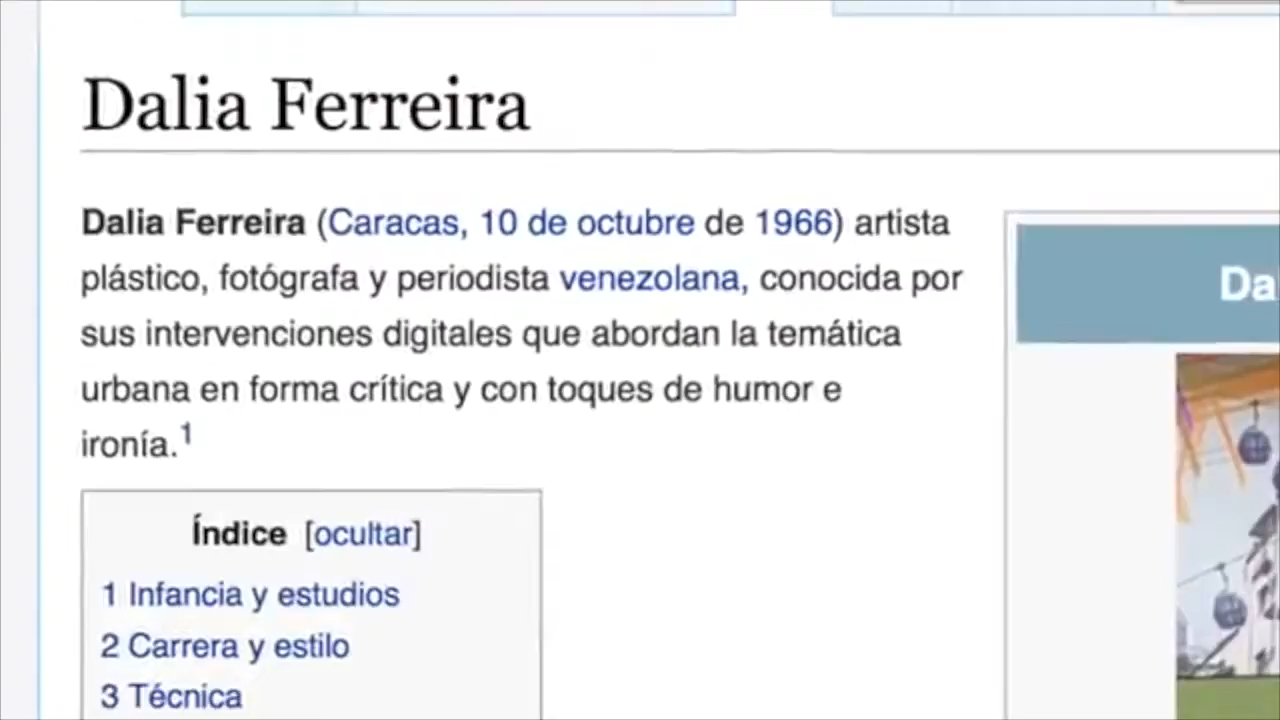 Dalia Ferreira
Dalia Ferreira (Caracas, 10 de octubre de 1966) artista
plástico, fotógrafa y periodista venezolana, conocida por
sus intervenciones digitales que abordan la temática
urbana en forma crítica y con toques de humor e
ironía.1
Da
Índice [ocultar]
1 Infancia y estudios
2 Carrera y estilo
3 Técnica